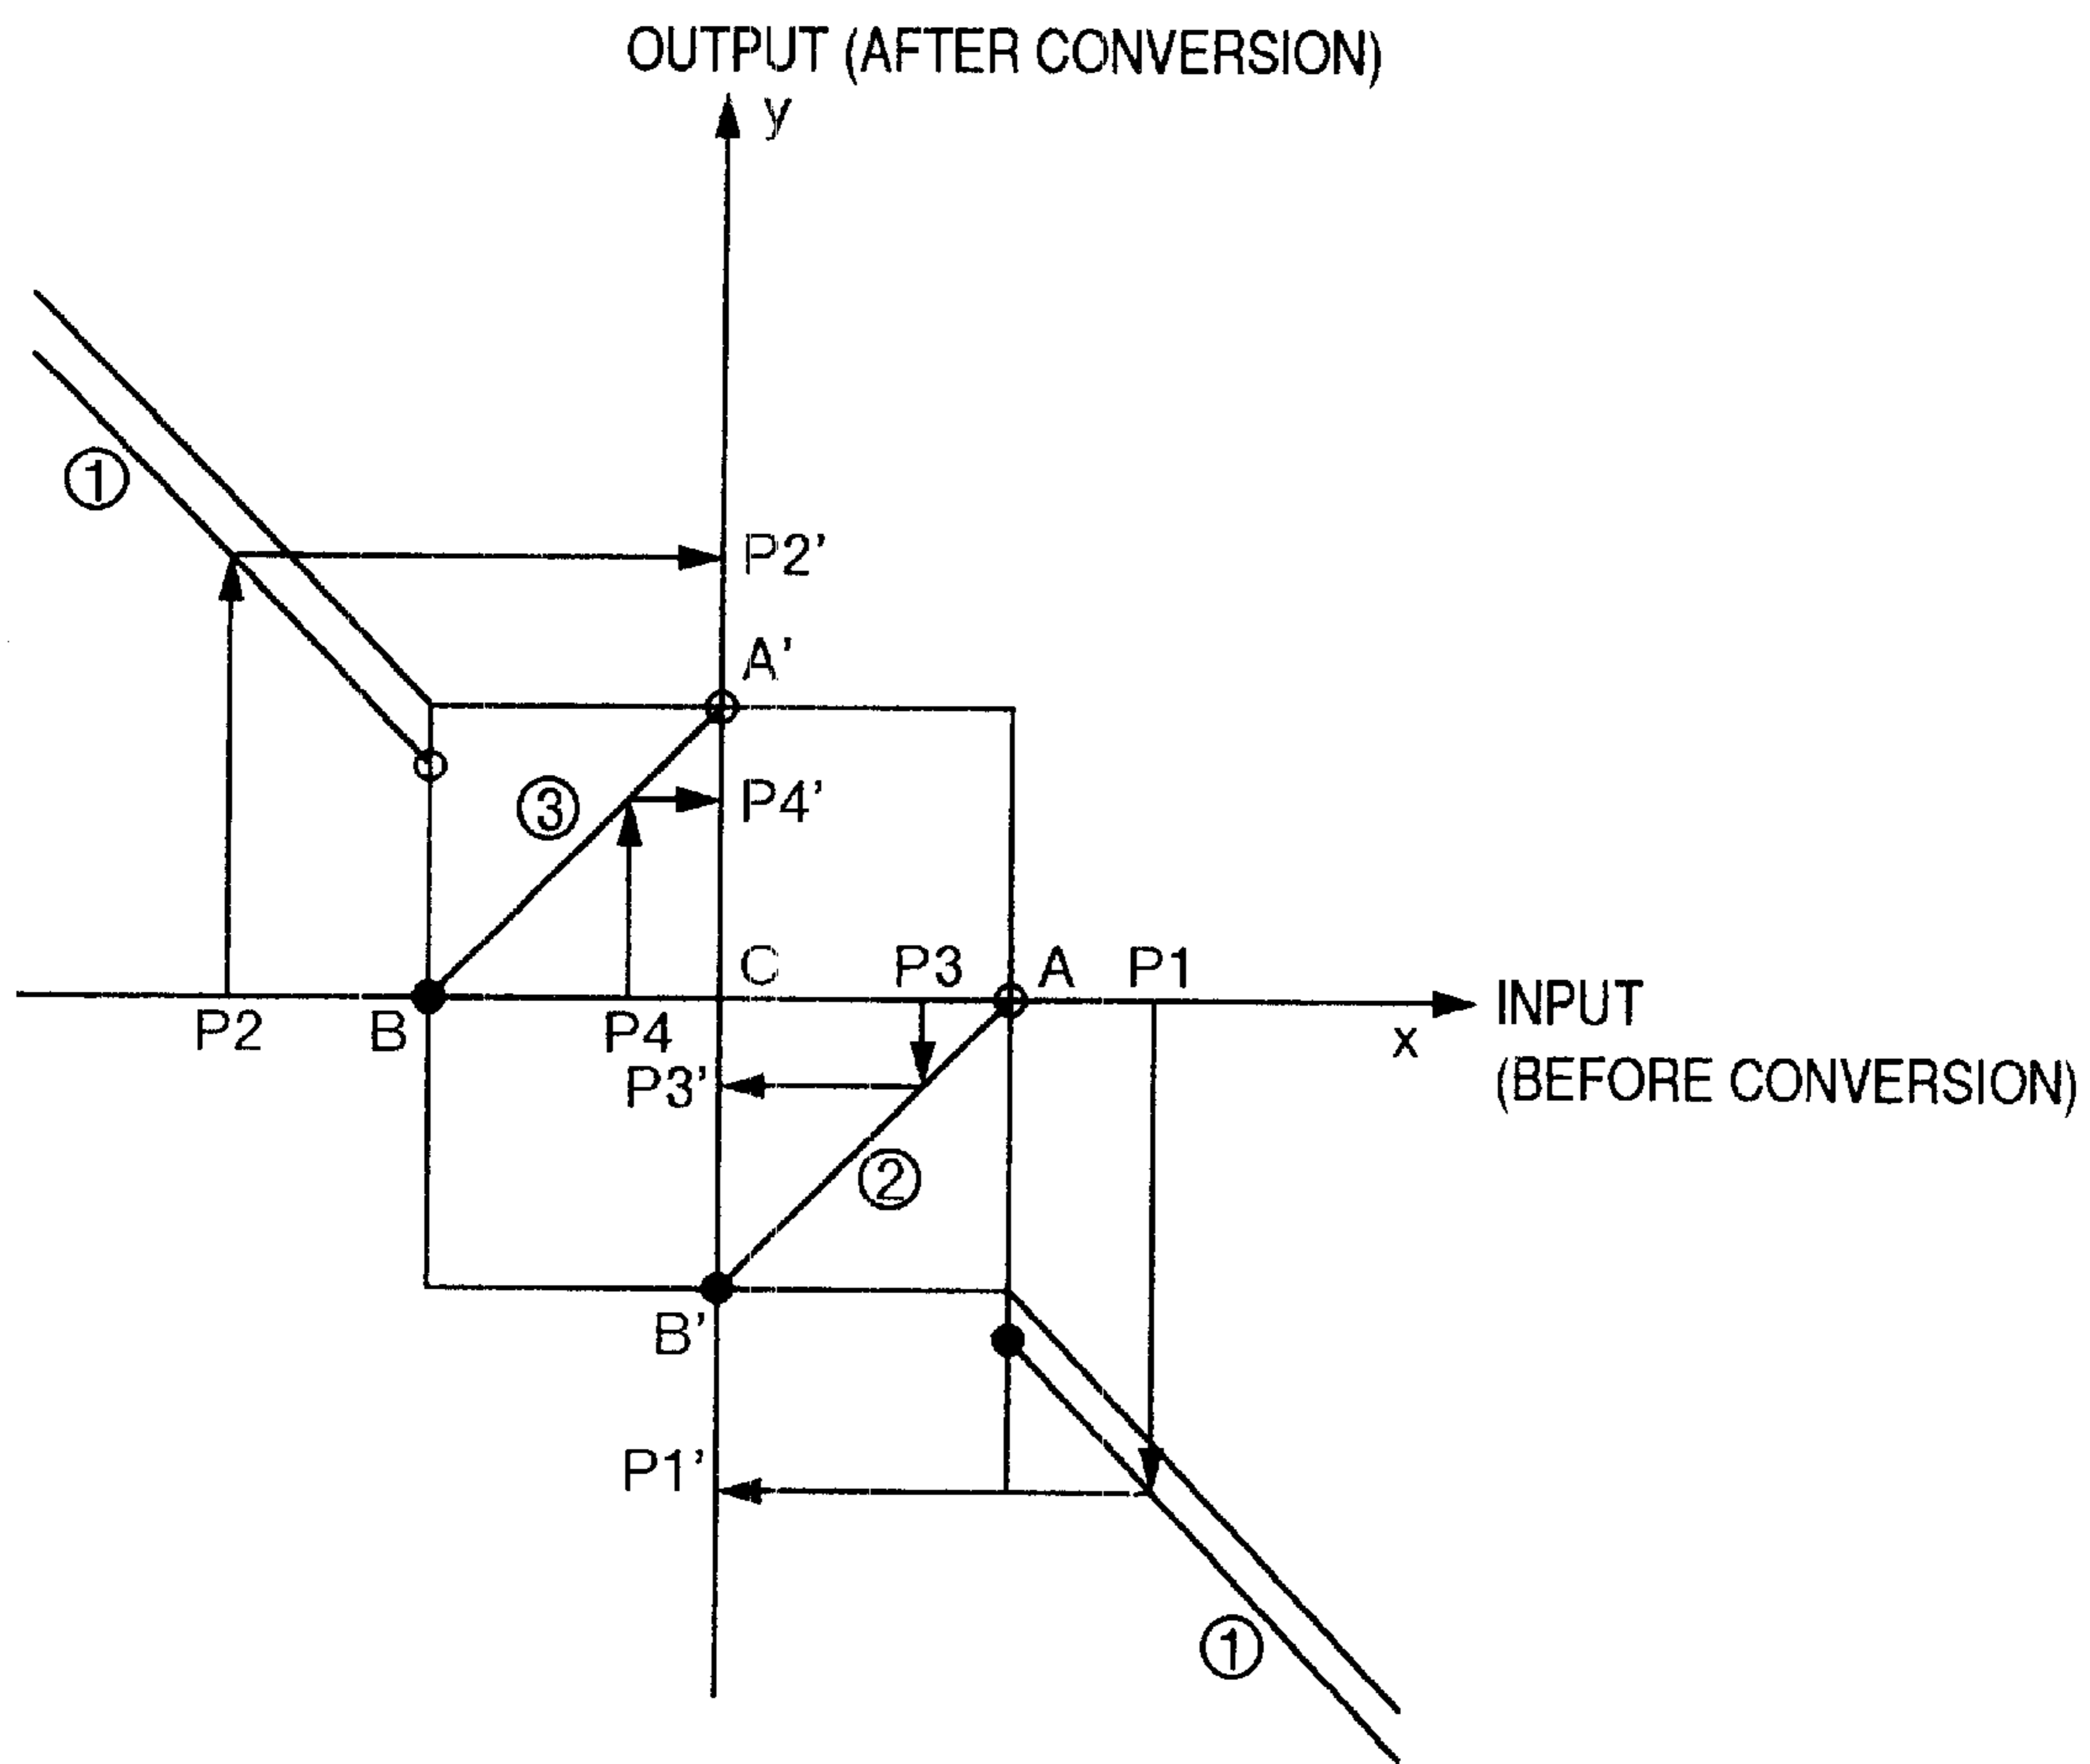 OUTPUT (AFTER CONVERSION)
y
①
P2'
A'
③
P4'
C
P3
A
P1
INPUT
(BEFORE CONVERSION)
x
P2
B
P4
P3'
②
B'
P1'
①